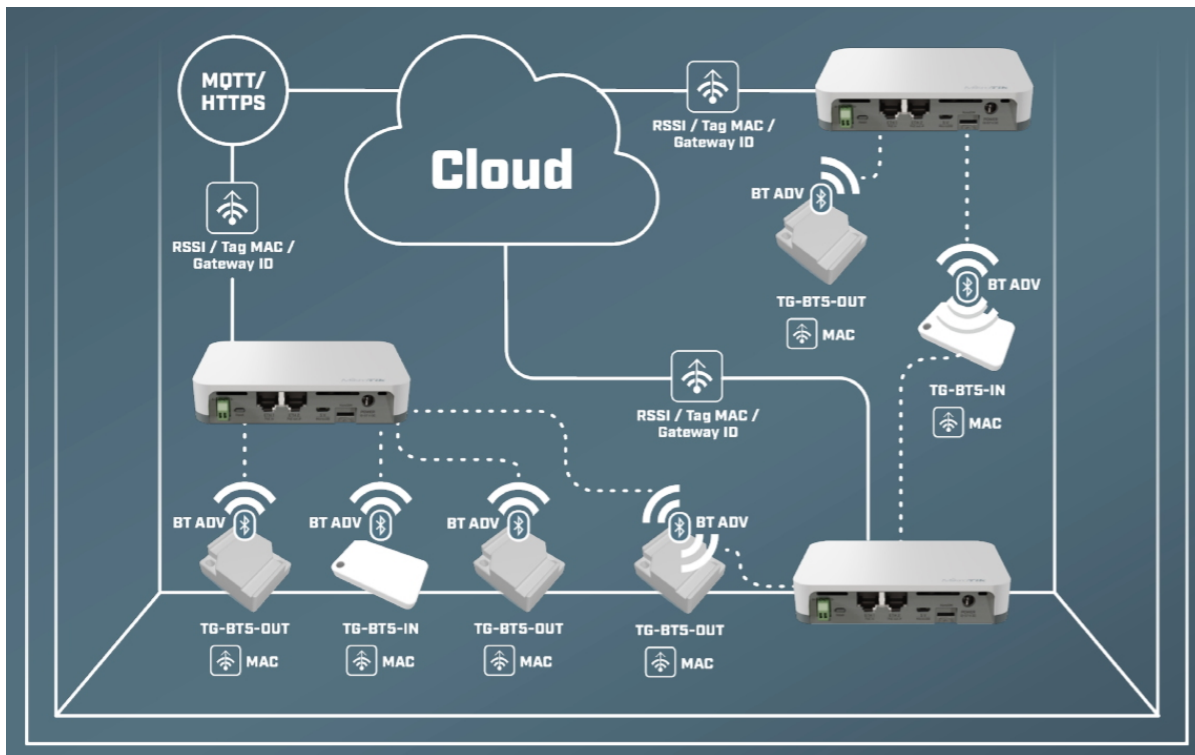 MQTT/
HTTPS
Cloud
RSSI / Tag MAC /
Gateway ID
BT ADV
TG-BT5-OUT
MAC
BT ADV
TG-BT5-IN
MAC
RSSI / Tag MAC /
Gateway ID
RSSI / Tag MAC /
Gateway ID
BT ADV
BT ADV
BT ADV
BT ADV
TG-BT5-OUT
TG-BT5-IN
TG-BT5-OUT
TG-BT5-OUT
MAC
MAC
MAC
MAC